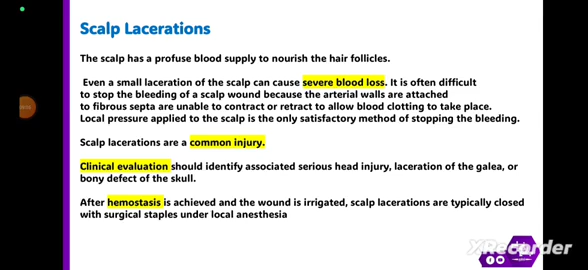 Scalp Lacerations
The scalp has a profuse blood supply to nourish the hair follicles.
Even a small laceration of the scalp can cause severe blood loss. It is often difficult
to stop the bleeding of a scalp wound because the arterial walls are attached
to fibrous septa are unable to contract or retract to allow blood clotting to take place.
Local pressure applied to the scalp is the only satisfactory method of stopping the bleeding.
Scalp lacerations are a common injury.
Clinical evaluation should identify associated serious head injury, laceration of the galea, or
bony defect of the skull.
After hemostasis is achieved and the wound is irrigated, scalp lacerations are typically closed
with surgical staples under local anesthesia
XRecorder